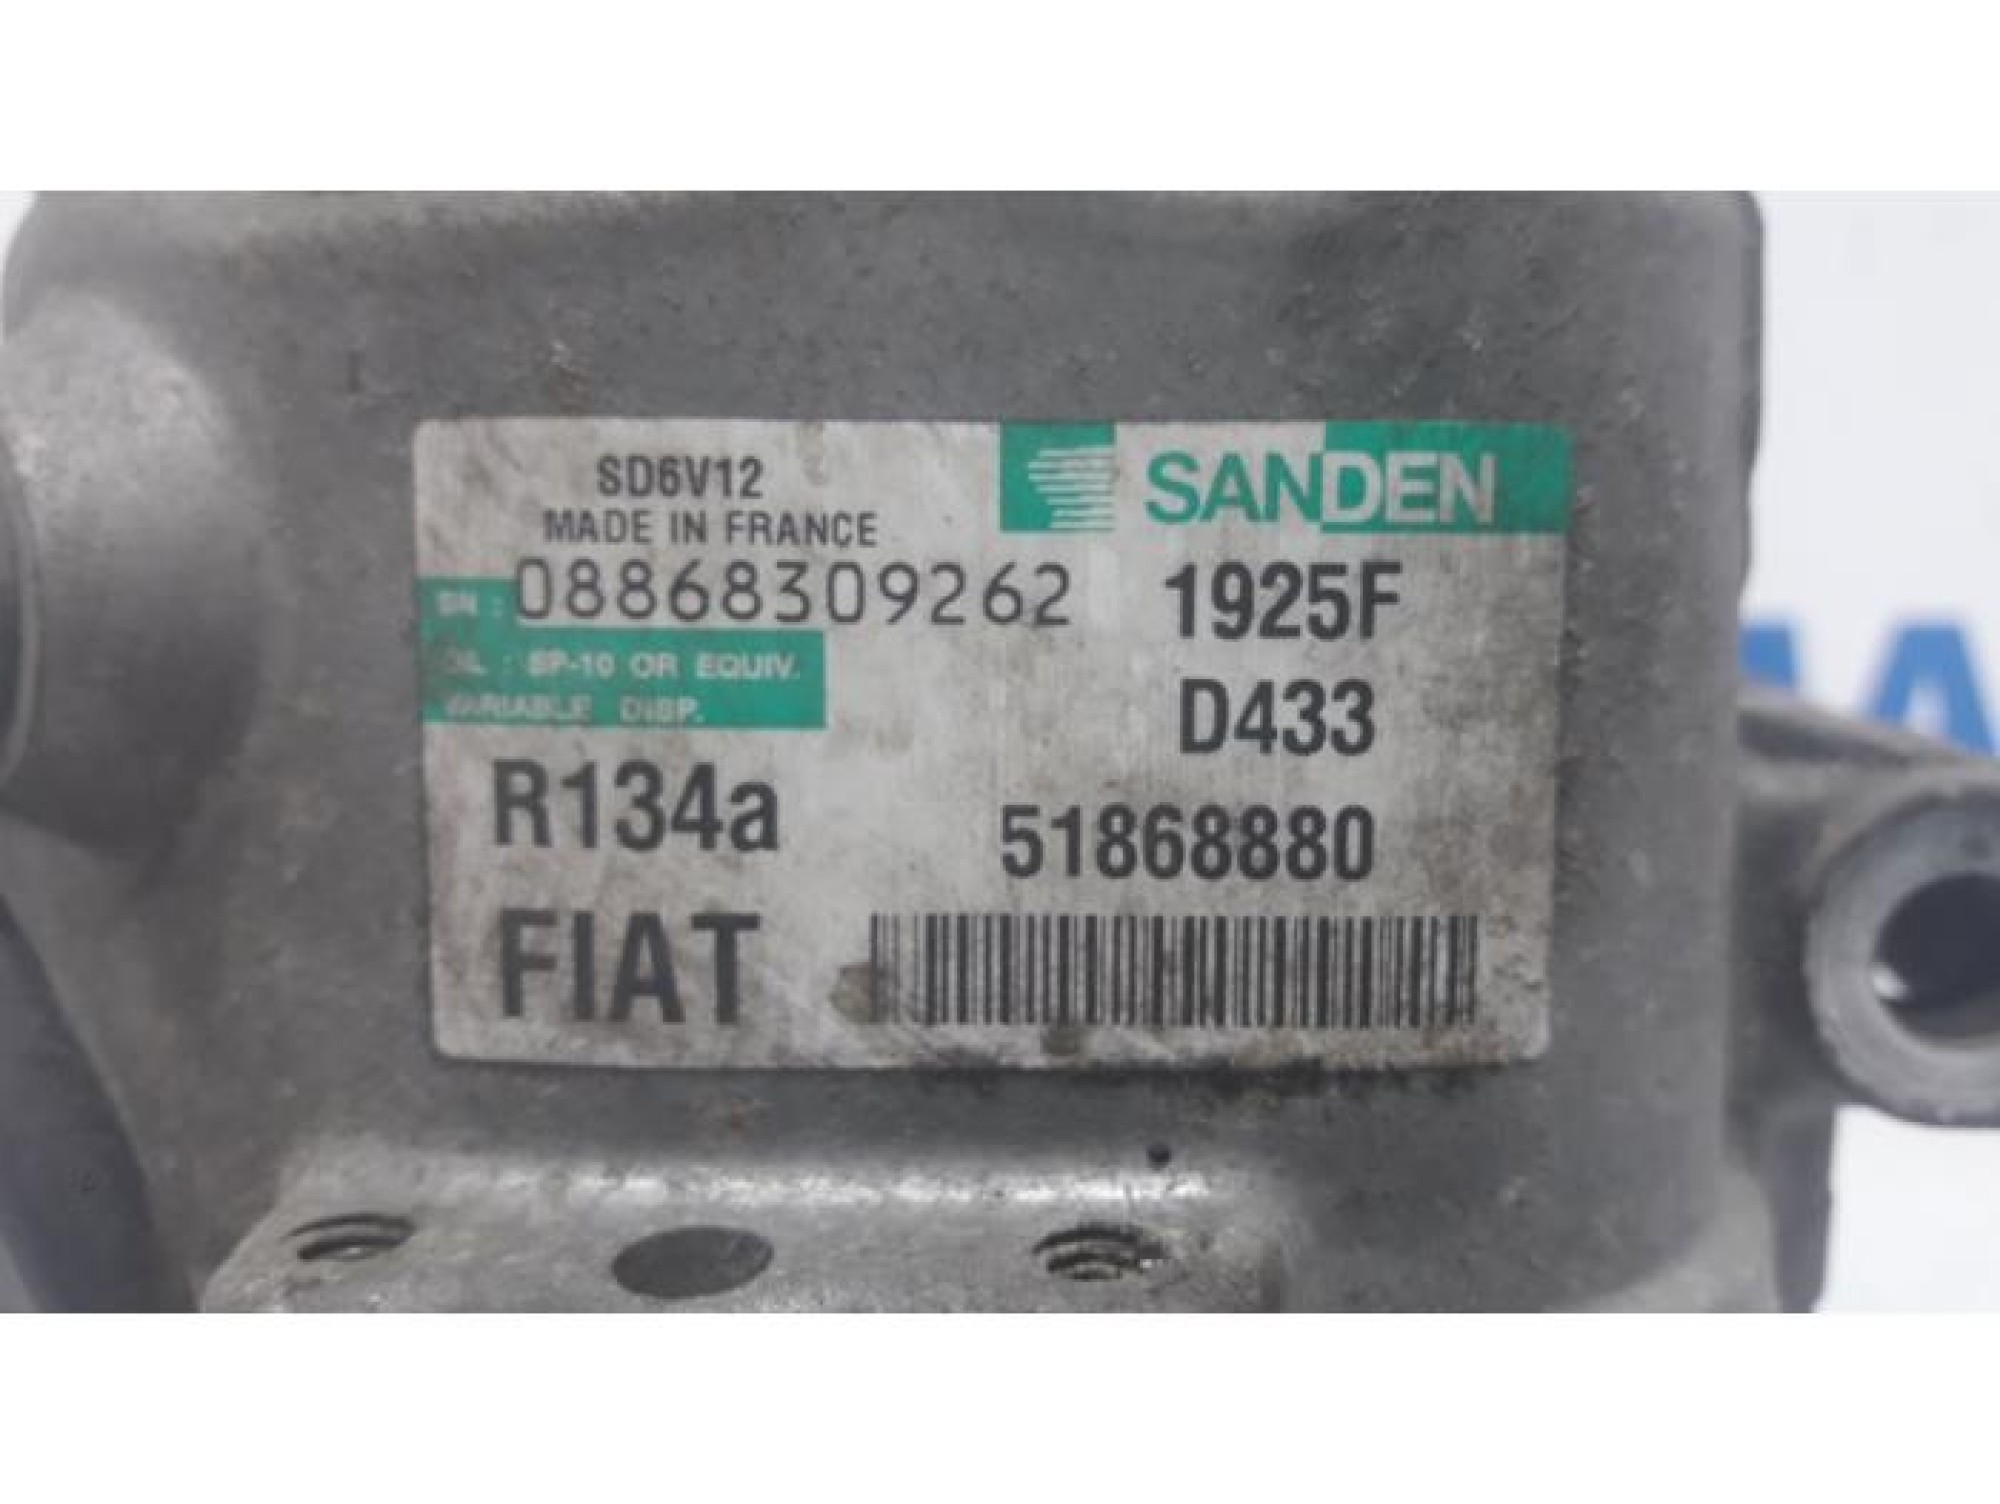 SD6V12
MADE IN FRANCE
SANDEN
SN : 08868309262
1925F
OIL : SP-10 OR EQUIV.
VARIABLE DISP.
D433
R134a
51868880
FIAT